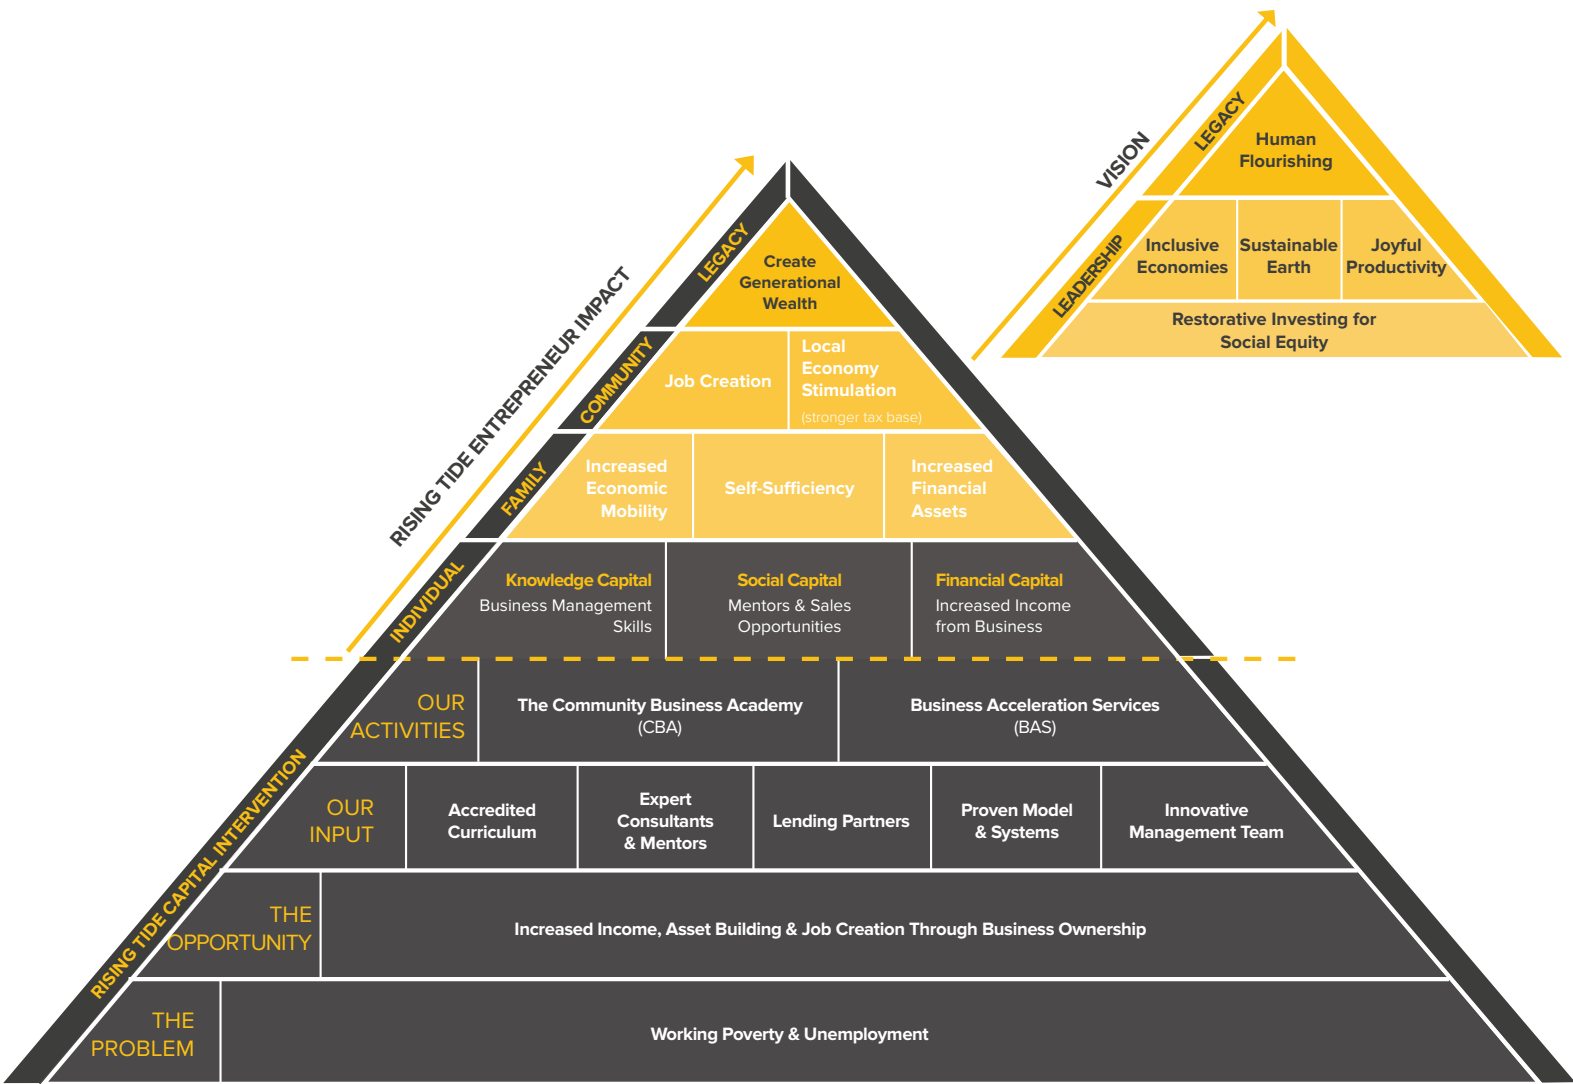 VISION
LEGACY
Human
Flourishing
LEADERSHIP
Inclusive
Economies
Sustainable
Earth
Joyful
Productivity
Restorative Investing for
Social Equity
RISING TIDE ENTREPRENEUR IMPACT
LEGACY
Create
Generational
Wealth
COMMUNITY
Job Creation
Local
Economy
Stimulation
(stronger tax base)
FAMILY
Increased
Economic
Mobility
Self-Sufficiency
Increased
Financial
Assets
INDIVIDUAL
Knowledge Capital
Business Management
Skills
Social Capital
Mentors & Sales
Opportunities
Financial Capital
Increased Income
from Business
RISING TIDE CAPITAL INTERVENTION
OUR
ACTIVITIES
The Community Business Academy
(CBA)
Business Acceleration Services
(BAS)
OUR
INPUT
Accredited
Curriculum
Expert
Consultants
& Mentors
Lending Partners
Proven Model
& Systems
Innovative
Management Team
THE
OPPORTUNITY
Increased Income, Asset Building & Job Creation Through Business Ownership
THE
PROBLEM
Working Poverty & Unemployment